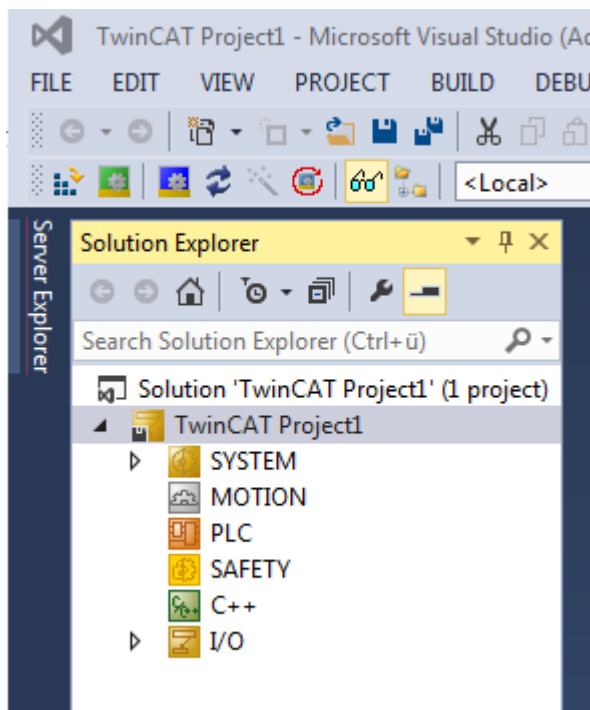 TwinCAT Project1 - Microsoft Visual Studio (Ad
FILE EDIT VIEW PROJECT BUILD DEBU
<Local>
Server Explorer
Solution Explorer
Search Solution Explorer (Ctrl+ü)
Solution 'TwinCAT Project1' (1 project)
TwinCAT Project1
SYSTEM
MOTION
PLC
SAFETY
C++
I/O